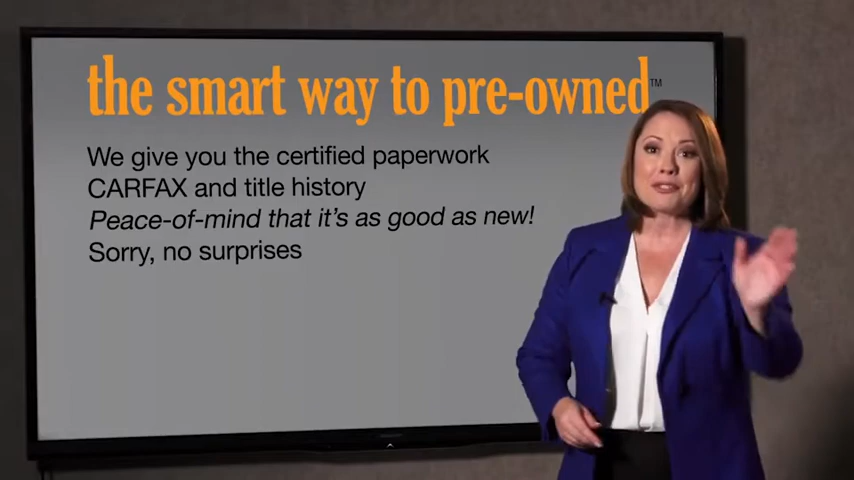 the smart way to pre-owned™
We give you the certified paperwork
CARFAX and title history
Peace-of-mind that it's as good as new!
Sorry, no surprises